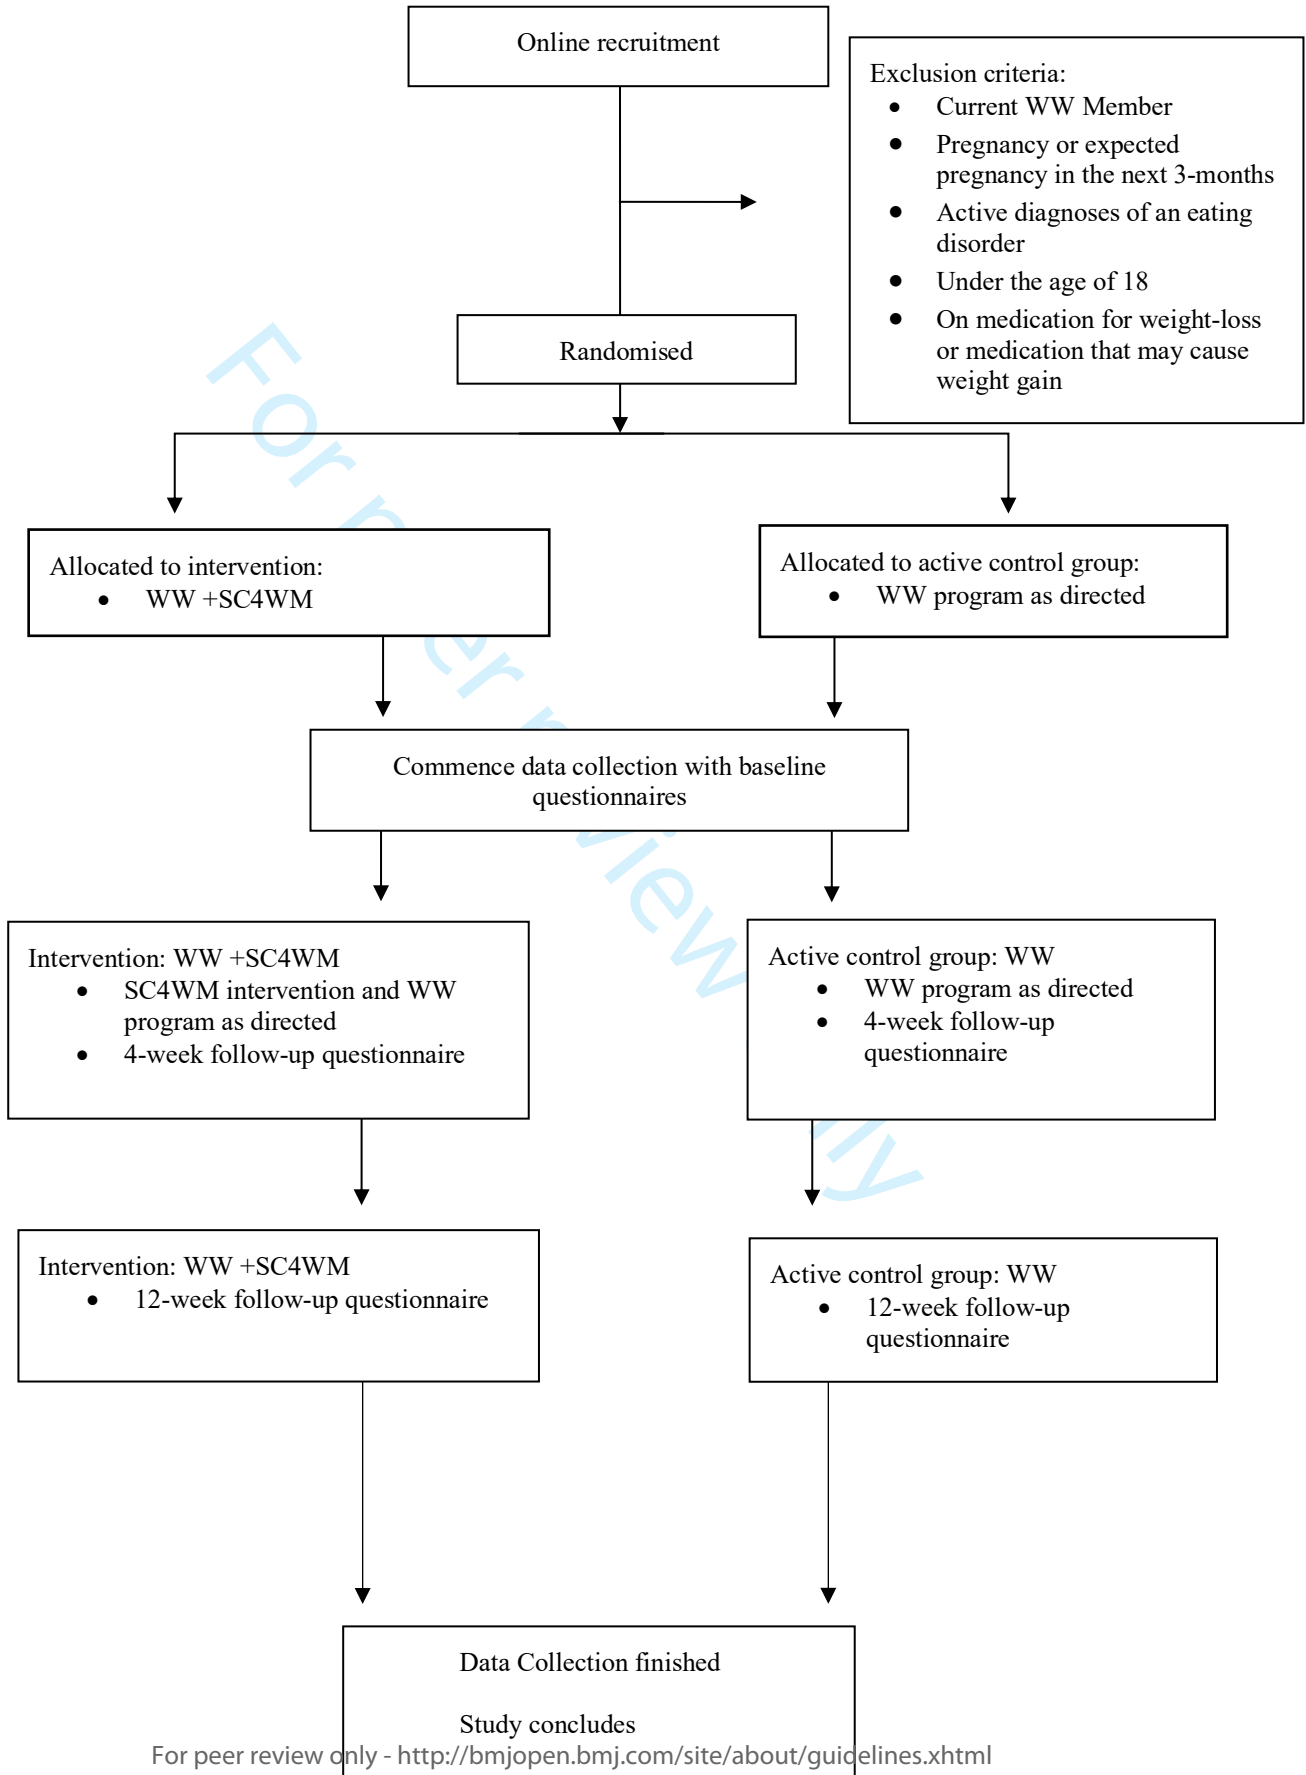 Online recruitment
Exclusion criteria:
• Current WW Member
• Pregnancy or expected
pregnancy in the next 3-months
• Active diagnoses of an eating
disorder
• Under the age of 18
• On medication for weight-loss
or medication that may cause
weight gain
Randomised
Allocated to intervention:
• WW +SC4WM
Allocated to active control group:
• WW program as directed
Commence data collection with baseline
questionnaires
Intervention: WW +SC4WM
• SC4WM intervention and WW
program as directed
• 4-week follow-up questionnaire
Active control group: WW
• WW program as directed
• 4-week follow-up
questionnaire
Intervention: WW +SC4WM
• 12-week follow-up questionnaire
Active control group: WW
• 12-week follow-up
questionnaire
Data Collection finished
Study concludes
For peer review only
For peer review only - http://bmjopen.bmj.com/site/about/guidelines.xhtml